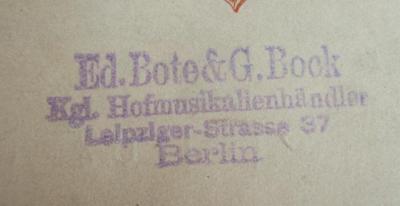 Ed. Bote & G. Bock
Kgl. Hofmusikalienhändler
Leipziger-Strasse 37
Berlin